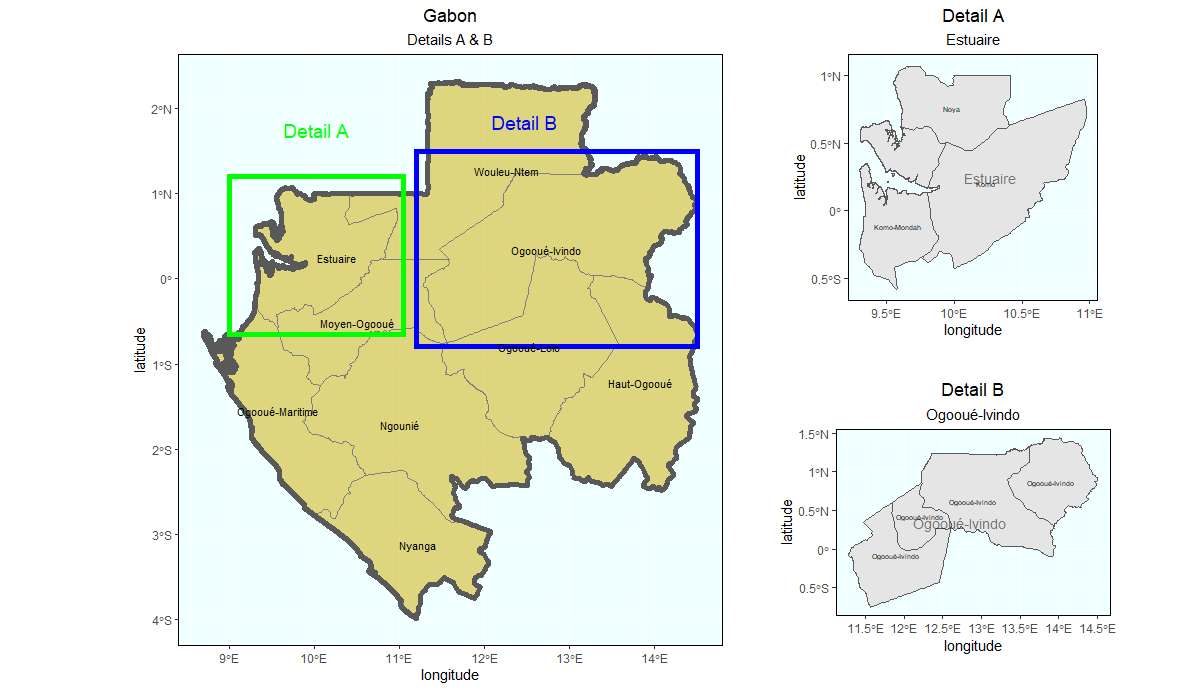 Gabon
Details A & B
Detail A
Detail B
Wouleu-Ntem
Ogooué-Ivindo
Estuaire
Moyen-Ogooué
Ogooué-Lolo
Haut-Ogooué
Ogooué-Maritime
Ngounié
Nyanga
2°N
1°N
0°
1°S
2°S
3°S
4°S
latitude
9°E 10°E 11°E 12°E 13°E 14°E
longitude
Detail A
Estuaire
Noya
Estuaire
Komo
Komo-Mondah
1°N
0.5°N
0°
0.5°S
latitude
9.5°E 10°E 10.5°E 11°E
longitude
Detail B
Ogooué-Ivindo
Ogooué-Ivindo
Ogooué-Ivindo
Ogooué-Ivindo
Ogooué-Ivindo
Ogooué-Ivindo
1.5°N
1°N
0.5°N
0°
0.5°S
latitude
11.5°E 12°E 12.5°E 13°E 13.5°E 14°E 14.5°E
longitude